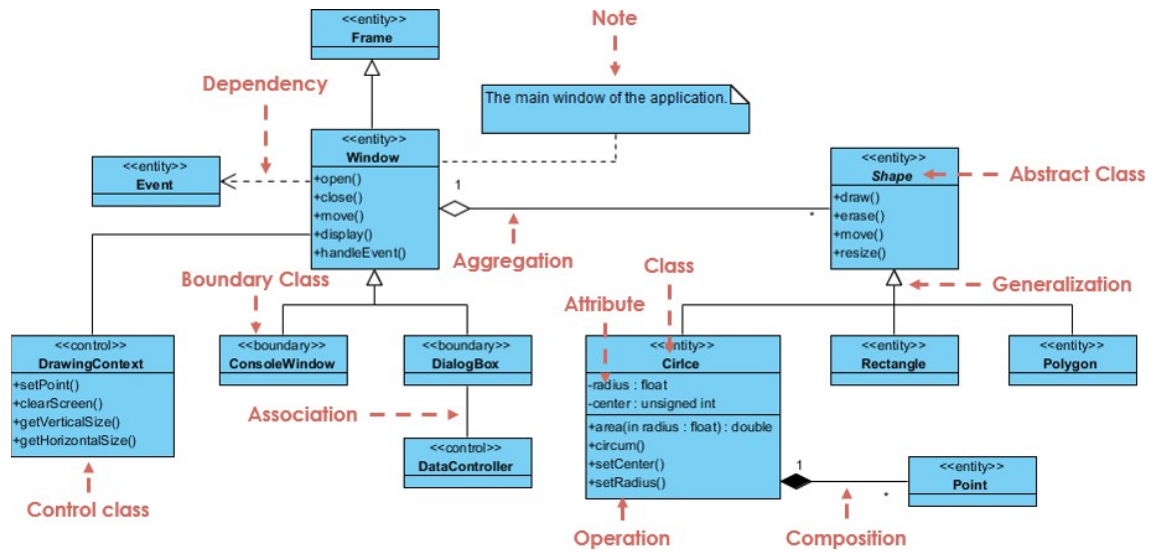 <<entity>>
Frame
Note
Dependency
The main window of the application.
<<entity>>
Window
+open()
+close()
+move()
+display()
+handleEvent()
<<entity>>
Event
<<entity>>
Shape
+draw()
+erase()
+move()
+resize()
Abstract Class
1
*
Aggregation
Boundary Class
Class
Attribute
Generalization
<<control>>
DrawingContext
+setPoint()
+clearScreen()
+getVerticalSize()
+getHorizontalSize()
<<boundary>>
ConsoleWindow
<<boundary>>
DialogBox
<<entity>>
Cirlce
-radius : float
-center : unsigned int
+area(in radius : float) : double
+circum()
+setCenter()
+setRadius()
<<entity>>
Rectangle
<<entity>>
Polygon
Association
<<control>>
DataController
1
*
<<entity>>
Point
Control class
Operation
Composition